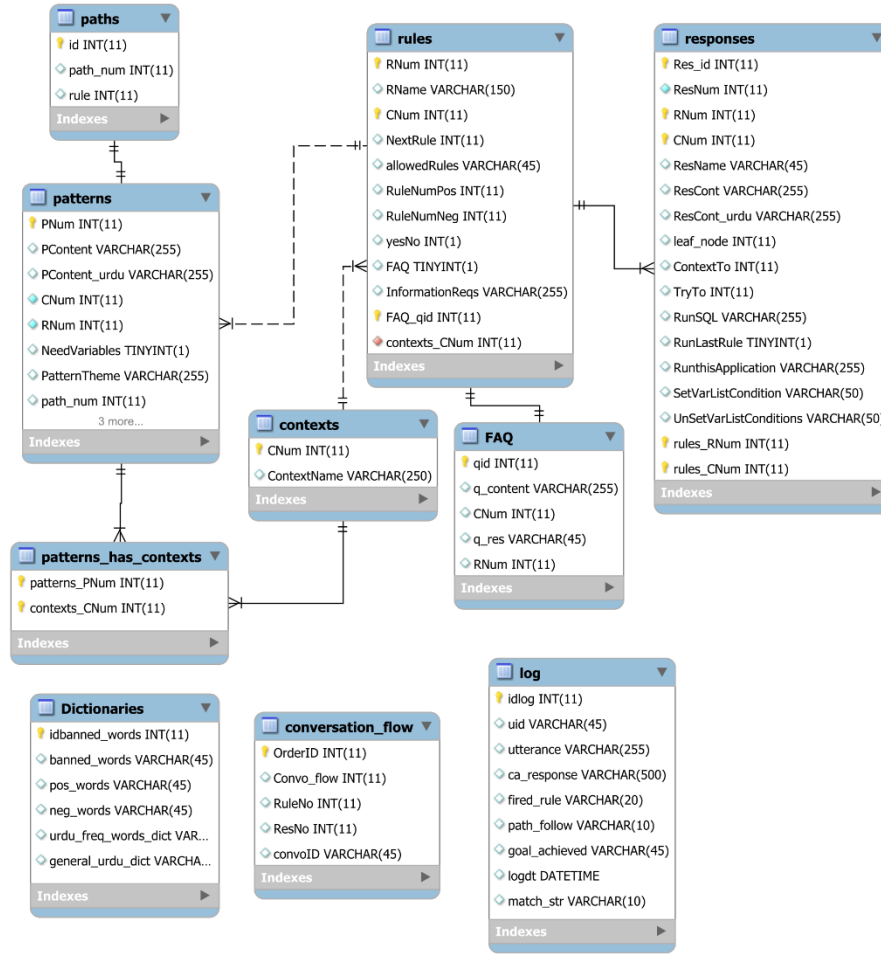 paths
id INT(11)
path_num INT(11)
rule INT(11)
Indexes
patterns
PNum INT(11)
PContent VARCHAR(255)
PContent_urdu VARCHAR(255)
CNum INT(11)
RNum INT(11)
NeedVariables TINYINT(1)
PatternTheme VARCHAR(255)
path_num INT(11)
3 more...
Indexes
patterns_has_contexts
patterns_PNum INT(11)
contexts_CNum INT(11)
Indexes
rules
RNum INT(11)
RName VARCHAR(150)
CNum INT(11)
NextRule INT(11)
allowedRules VARCHAR(45)
RuleNumPos INT(11)
RuleNumNeg INT(11)
yesNo INT(1)
FAQ TINYINT(1)
InformationReqs VARCHAR(255)
FAQ_qid INT(11)
contexts_CNum INT(11)
Indexes
contexts
CNum INT(11)
ContextName VARCHAR(250)
Indexes
FAQ
qid INT(11)
q_content VARCHAR(255)
CNum INT(11)
q_res VARCHAR(45)
RNum INT(11)
Indexes
responses
Res_id INT(11)
ResNum INT(11)
RNum INT(11)
CNum INT(11)
ResName VARCHAR(45)
ResCont VARCHAR(255)
ResCont_urdu VARCHAR(255)
leaf_node INT(11)
ContextTo INT(11)
TryTo INT(11)
RunSQL VARCHAR(255)
RunLastRule TINYINT(1)
RunthisApplication VARCHAR(255)
SetVarListCondition VARCHAR(50)
UnSetVarListConditions VARCHAR(50)
rules_RNum INT(11)
rules_CNum INT(11)
Indexes
Dictionaries
idbanned_words INT(11)
banned_words VARCHAR(45)
pos_words VARCHAR(45)
neg_words VARCHAR(45)
urdu_freq_words_dict VAR...
general_urdu_dict VARCHA...
Indexes
conversation_flow
OrderID INT(11)
Convo_flow INT(11)
RuleNo INT(11)
ResNo INT(11)
convoID VARCHAR(45)
Indexes
log
idlog INT(11)
uid VARCHAR(45)
utterance VARCHAR(255)
ca_response VARCHAR(500)
fired_rule VARCHAR(20)
path_follow VARCHAR(10)
goal_achieved VARCHAR(45)
logdt DATETIME
match_str VARCHAR(10)
Indexes